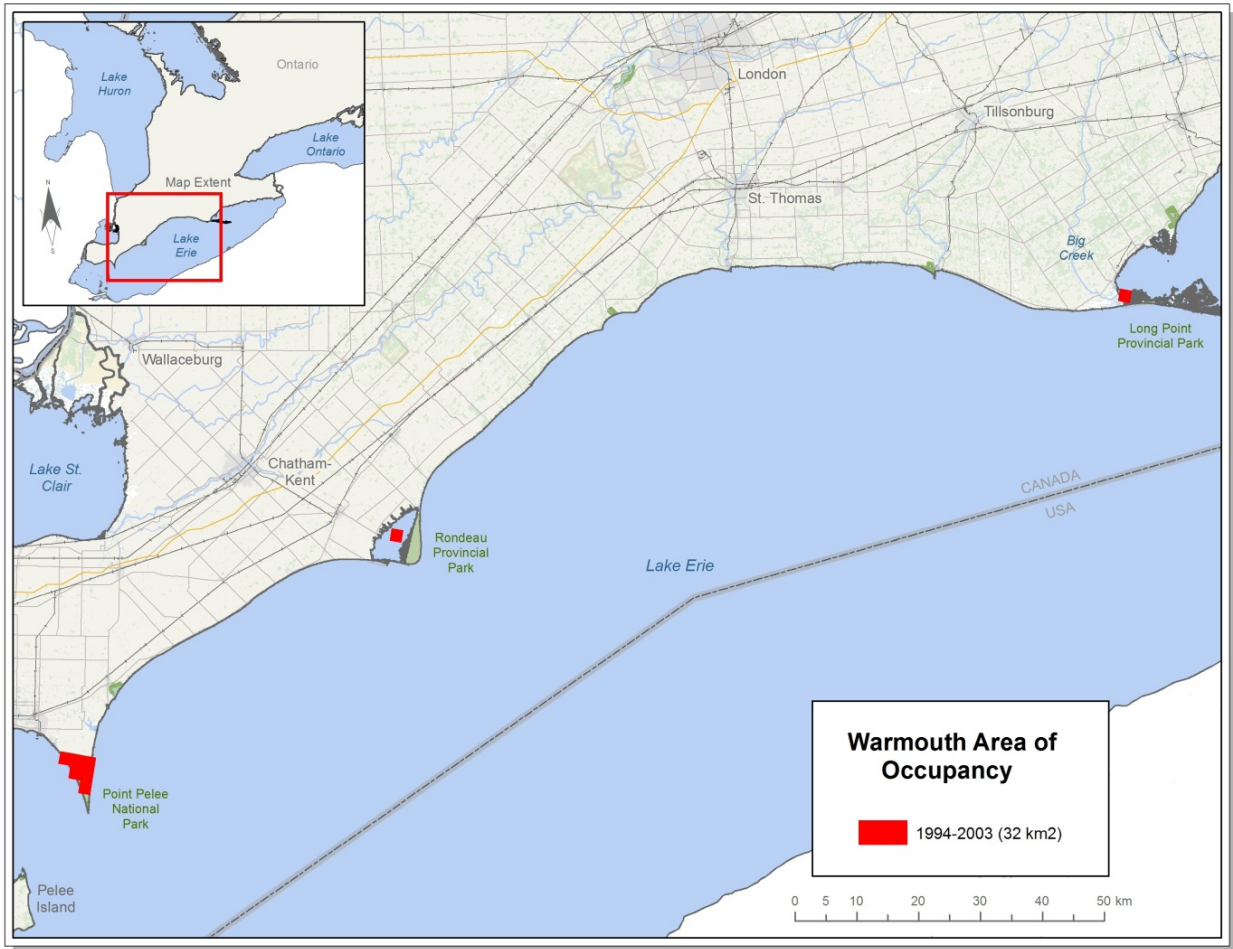 Ontario
Lake
Huron
Lake
Ontario
Map Extent
N
S
Lake
Erie
London
Tillsonburg
St. Thomas
Big
Creek
Long Point
Provincial Park
Wallaceburg
Lake St.
Clair
Chatham-
Kent
CANADA
USA
Rondeau
Provincial
Park
Lake Erie
Point Pelee
National
Park
Pelee
Island
Warmouth Area of
Occupancy
1994-2003 (32 km2)
0 5 10 20 30 40 50 km